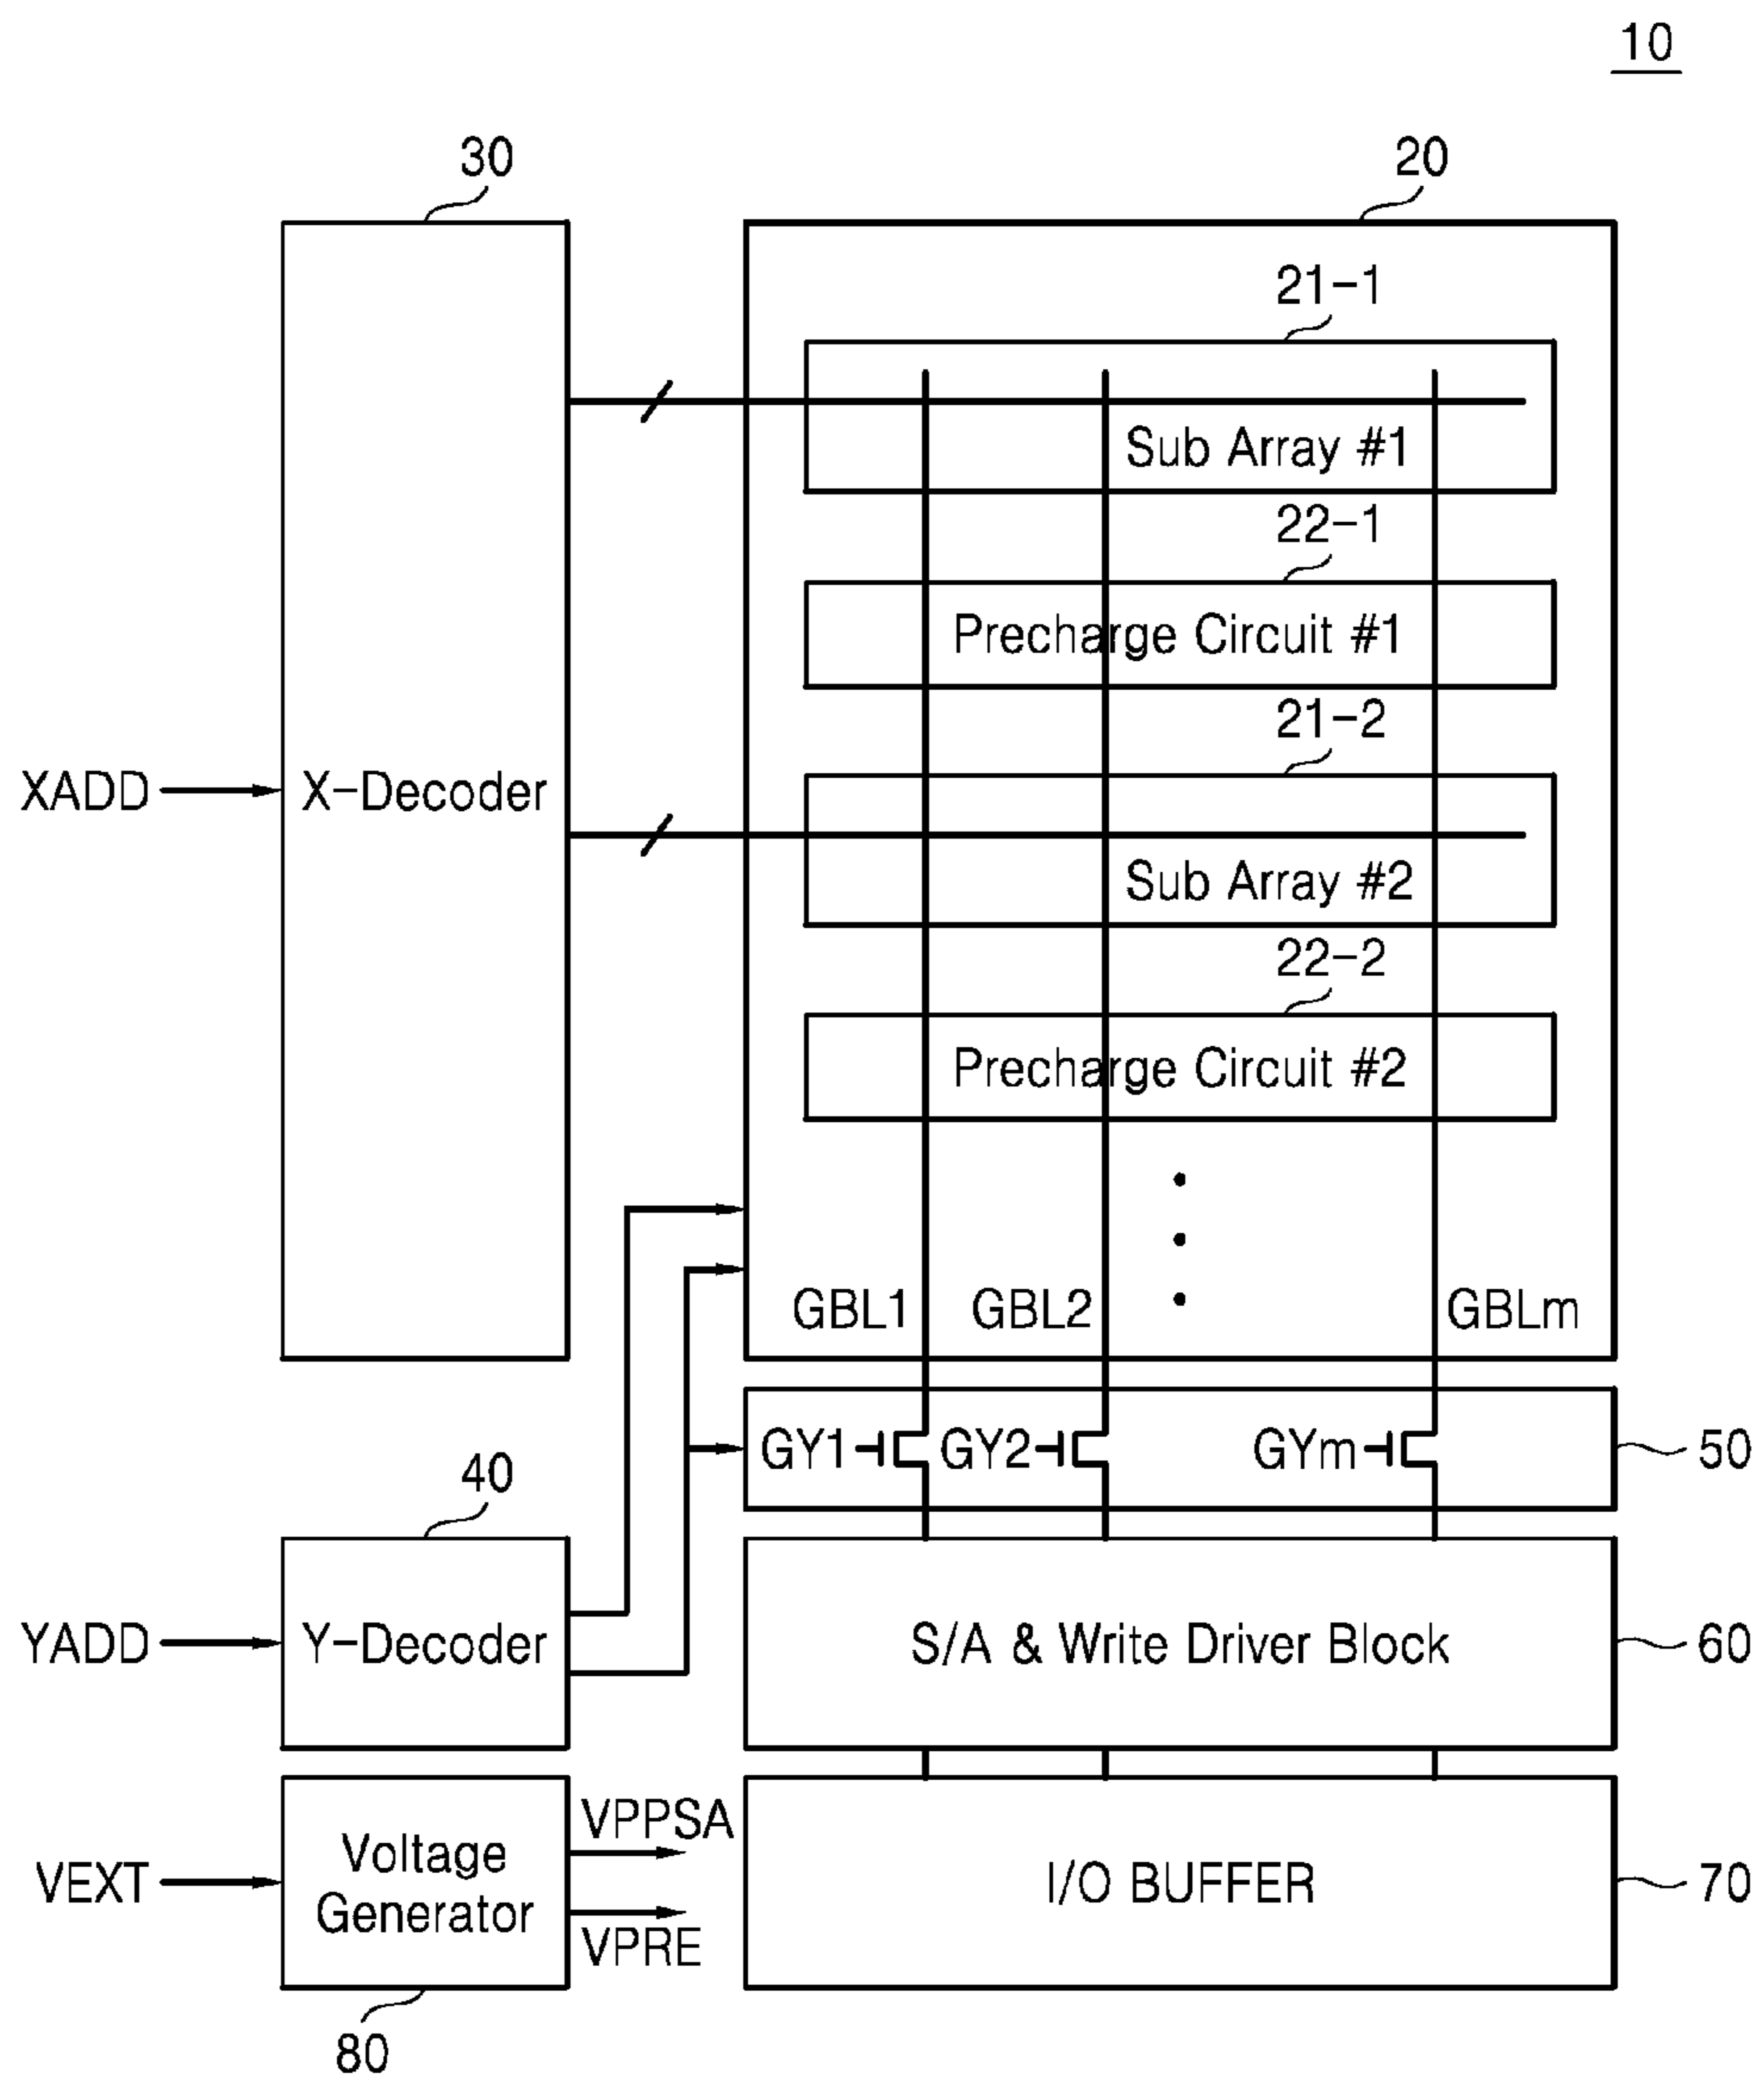 10
30
20
21-1
Sub Array #1
22-1
Precharge Circuit #1
21-2
XADD
X-Decoder
Sub Array #2
22-2
Precharge Circuit #2
GBL1
GBL2
GBLm
GY1
GY2
GYm
50
40
YADD
Y-Decoder
S/A & Write Driver Block
60
VEXT
Voltage
Generator
VPPSA
VPRE
I/O BUFFER
70
80